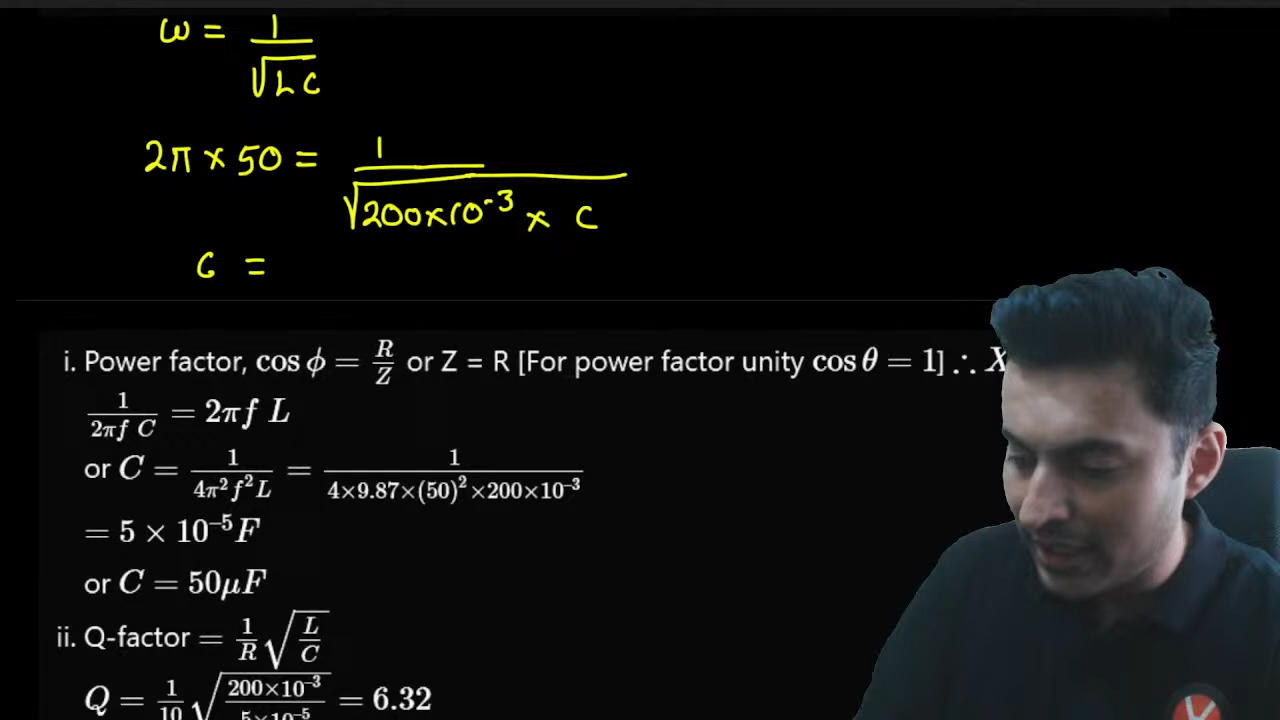 ω = 1/√LC
2π × 50 = 1/√200×10⁻³ × C
C =
i. Power factor, cos ϕ = R/Z or Z = R [For power factor unity cos θ = 1] ∴ X
1/2πf C = 2πf L
or C = 1/4π²f²L = 1/4×9.87×(50)²×200×10⁻³
= 5 × 10⁻⁵F
or C = 50μF
ii. Q-factor = 1/R √L/C
Q = 1/10 √200×10⁻³/5×10⁻⁵ = 6.32